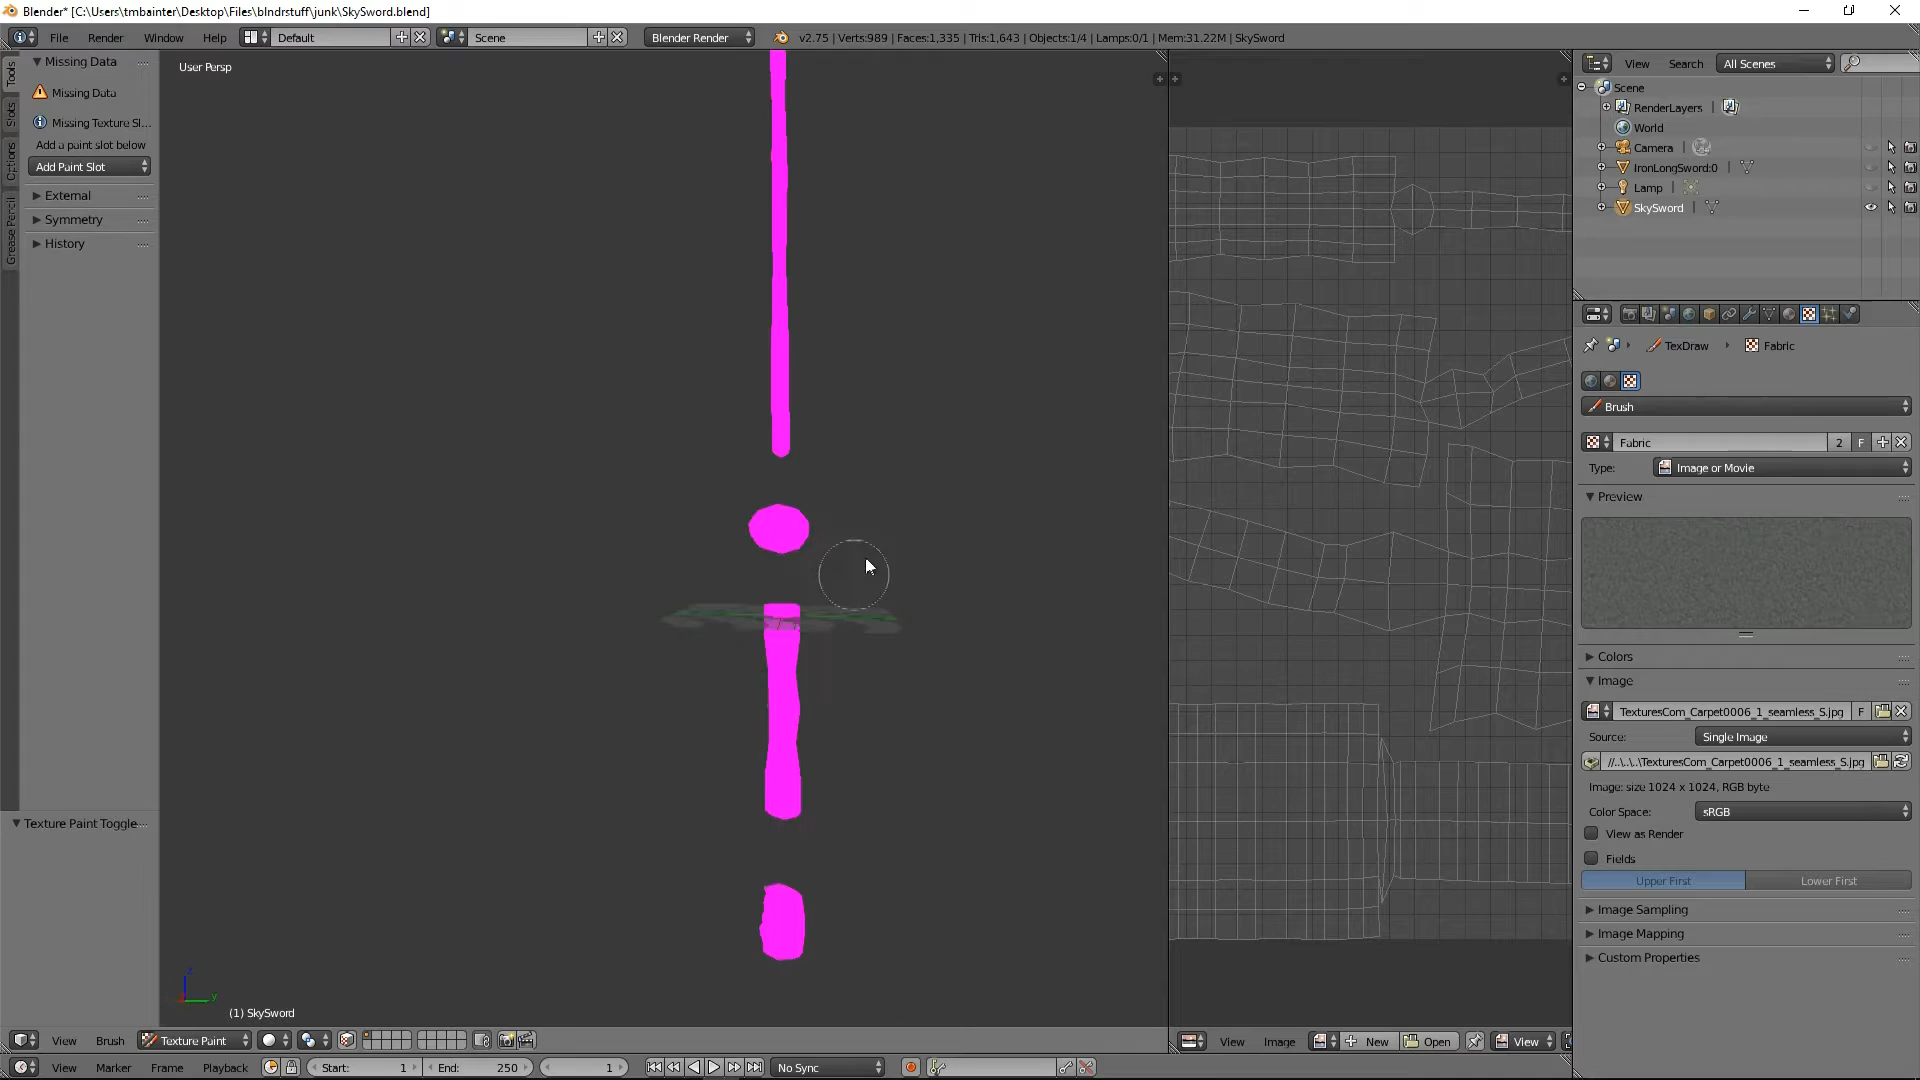 Blender* [C:\Users\tmbainter\Desktop\Files\blndrstuff\junk\SkySword.blend]
File Render Window Help Default Scene Blender Render v2.75 | Verts:989 | Faces:1,335 | Tris:1,643 | Objects:1/4 | Lamps:0/1 | Mem:31.22M | SkySword
Tools
Slots
Options
Grease Pencil
Missing Data
Missing Data
Missing Texture Sl...
Add a paint slot below
Add Paint Slot
External
Symmetry
History
Texture Paint Toggle
User Persp
z
y
(1) SkySword
View Brush Texture Paint
View Image New Open View
View Marker Frame Playback Start: 1 End: 250 1 No Sync
View Search All Scenes
Scene
RenderLayers
World
Camera
IronLongSword:0
Lamp
SkySword
TexDraw Fabric
Brush
Fabric 2 F
Type: Image or Movie
Preview
Colors
Image
TexturesCom_Carpet0006_1_seamless_S.jpg F
Source: Single Image
//..\..\..\TexturesCom_Carpet0006_1_seamless_S.jpg
Image: size 1024 x 1024, RGB byte
Color Space: sRGB
View as Render
Fields
Upper First Lower First
Image Sampling
Image Mapping
Custom Properties